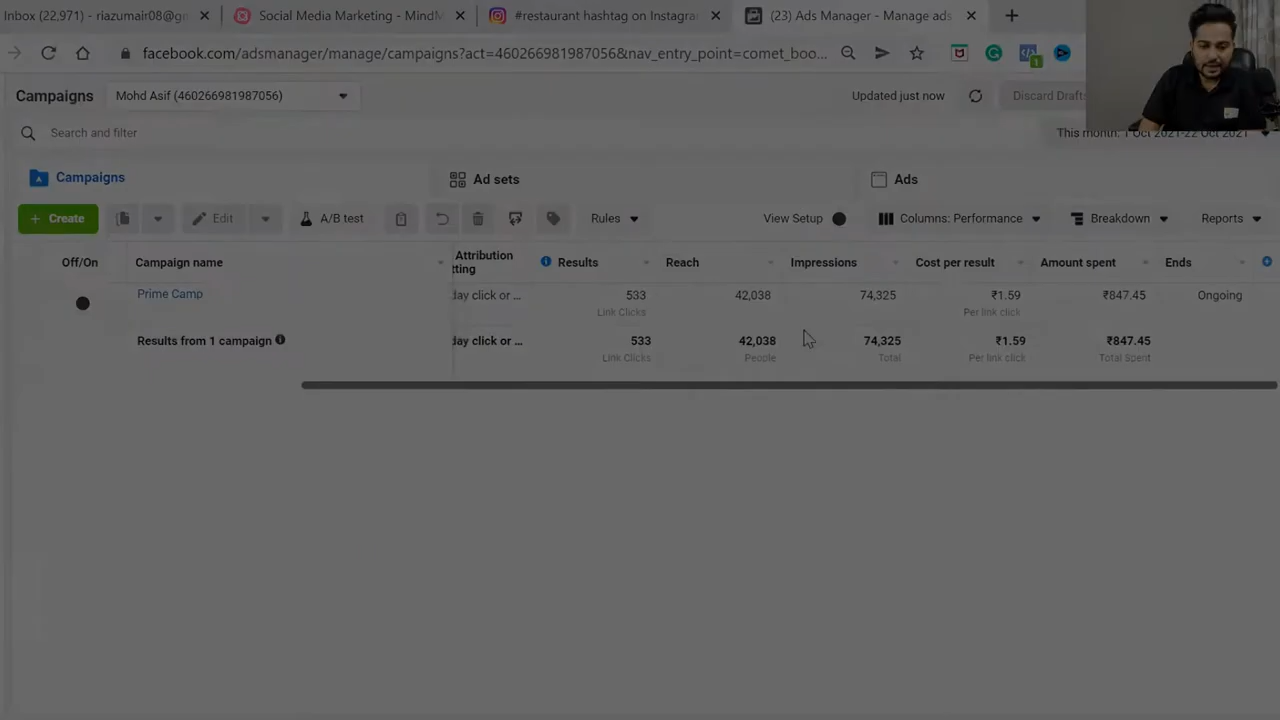 Inbox (22,971) - riazumair08@gm
Social Media Marketing - MindM
#restaurant hashtag on Instagra
(23) Ads Manager - Manage ads
facebook.com/adsmanager/manage/campaigns?act=460266981987056&nav_entry_point=comet_boo...
1
Campaigns
Mohd Asif (460266981987056)
Updated just now
Discard Drafts
Search and filter
This month: 1 Oct 2021-22 Oct 2021
Campaigns
Ad sets
Ads
+ Create
Edit
A/B test
Rules
View Setup
Columns: Performance
Breakdown
Reports
Off/On
Campaign name
Attribution
tting
Results
Reach
Impressions
Cost per result
Amount spent
Ends
Prime Camp
day click or ...
533
42,038
74,325
₹1.59
₹847.45
Ongoing
Link Clicks
Per link click
Results from 1 campaign
day click or ...
533
42,038
74,325
₹1.59
₹847.45
Link Clicks
People
Total
Per link click
Total Spent